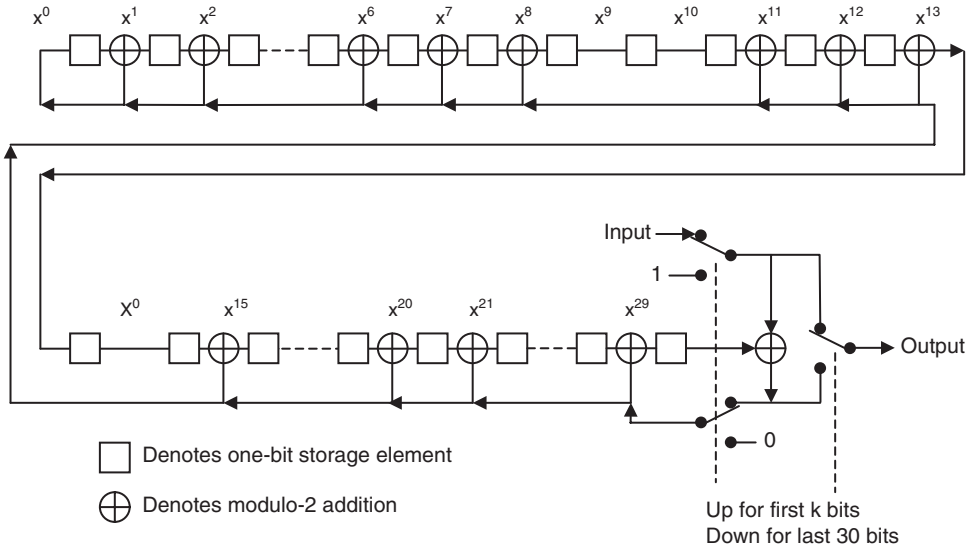 x⁰ x¹ x² x⁶ x⁷ x⁸ x⁹ x¹⁰ x¹¹ x¹² x¹³
Input
1
X⁰ x¹⁵ x²⁰ x²¹ x²⁹
Output
0
Denotes one-bit storage element
Denotes modulo-2 addition
Up for first k bits
Down for last 30 bits